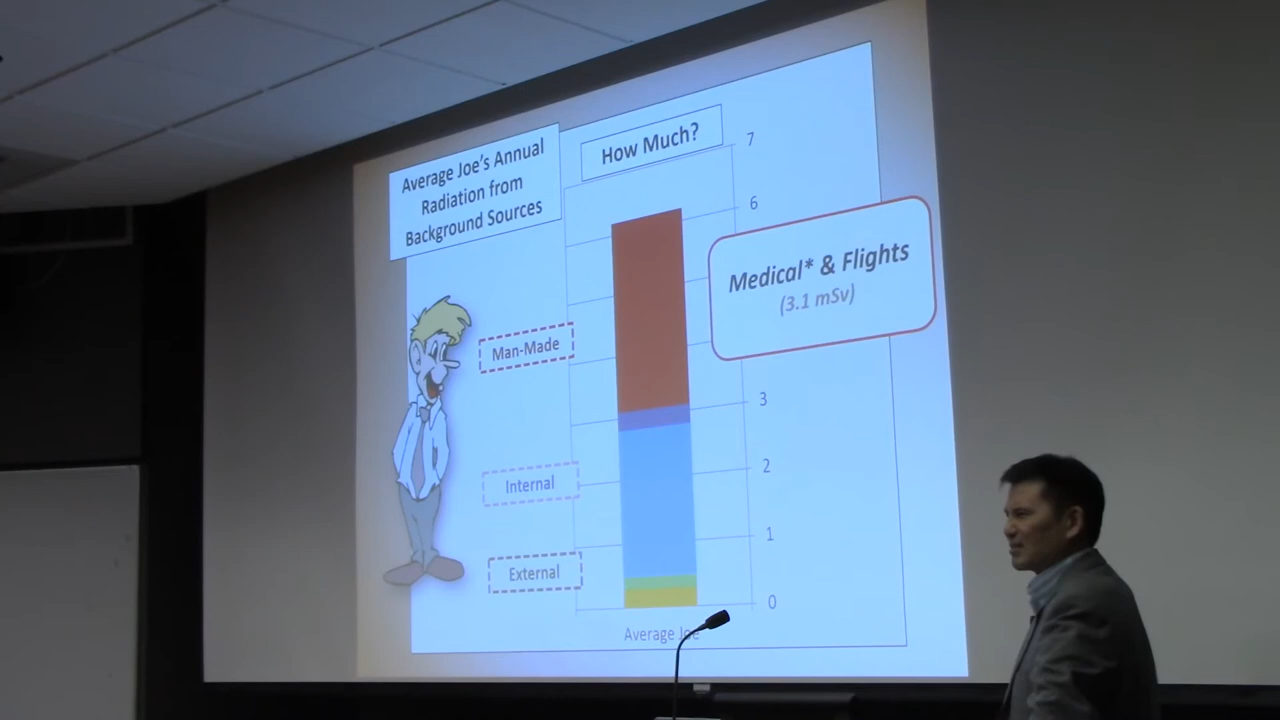 Average Joe's Annual
Radiation from
Background Sources
How Much?
7
6
Medical* & Flights
(3.1 mSv)
Man-Made
3
2
Internal
1
External
0
Average Joe